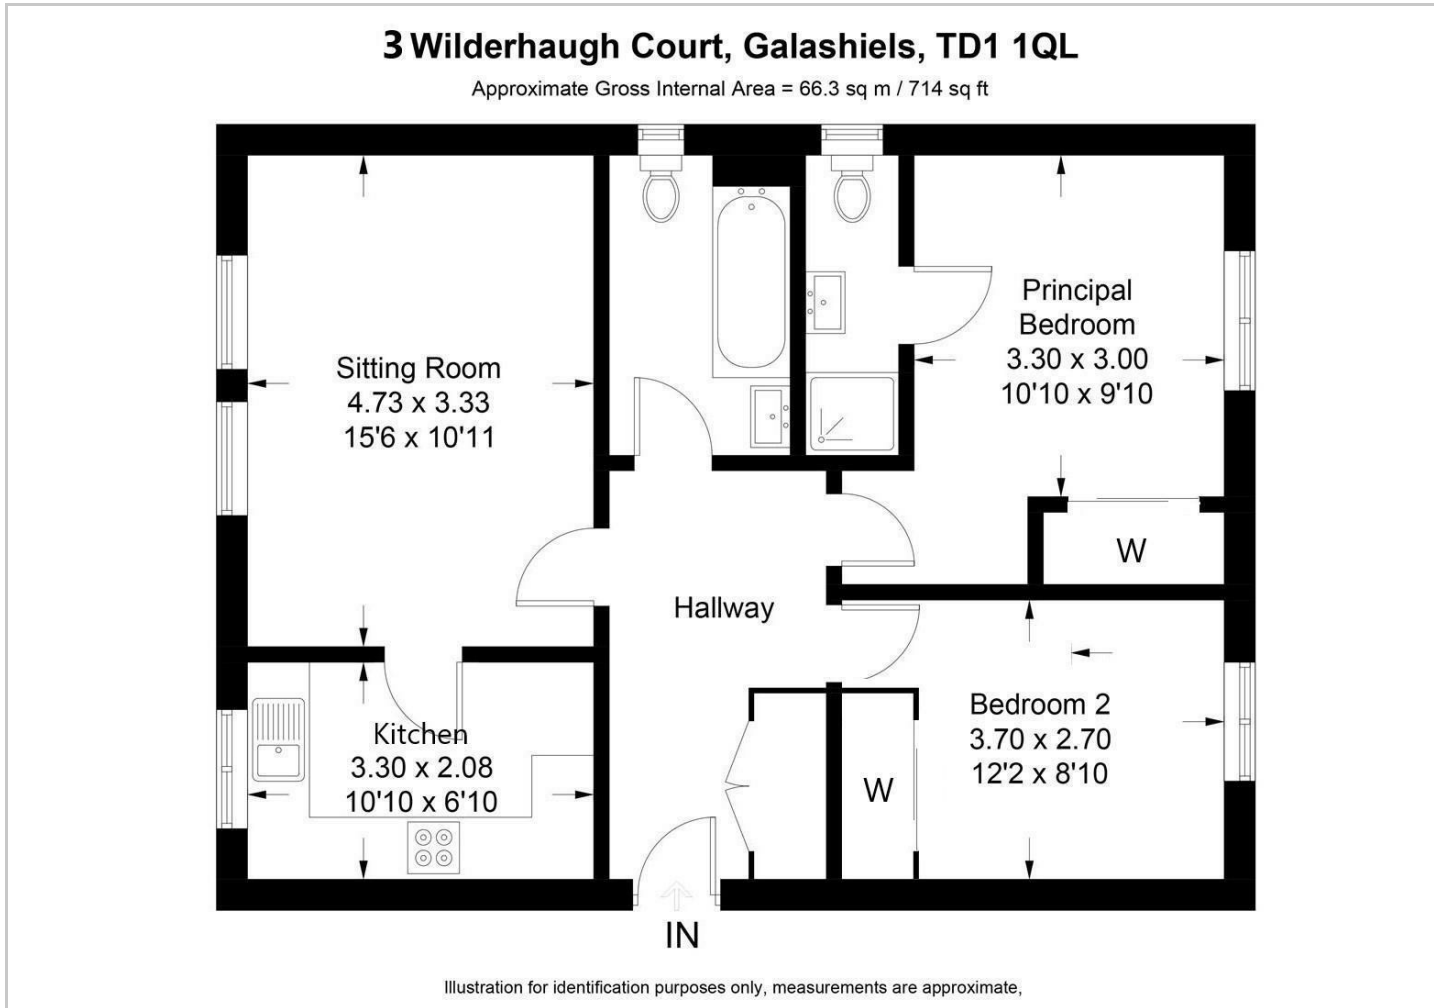 3 Wilderhaugh Court, Galashiels, TD1 1QL
Approximate Gross Internal Area = 66.3 sq m / 714 sq ft
Principal
Bedroom
3.30 x 3.00
10'10 x 9'10
Sitting Room
4.73 x 3.33
15'6 x 10'11
W
Hallway
Bedroom 2
3.70 x 2.70
12'2 x 8'10
Kitchen
3.30 x 2.08
10'10 x 6'10
W
IN
Illustration for identification purposes only, measurements are approximate,